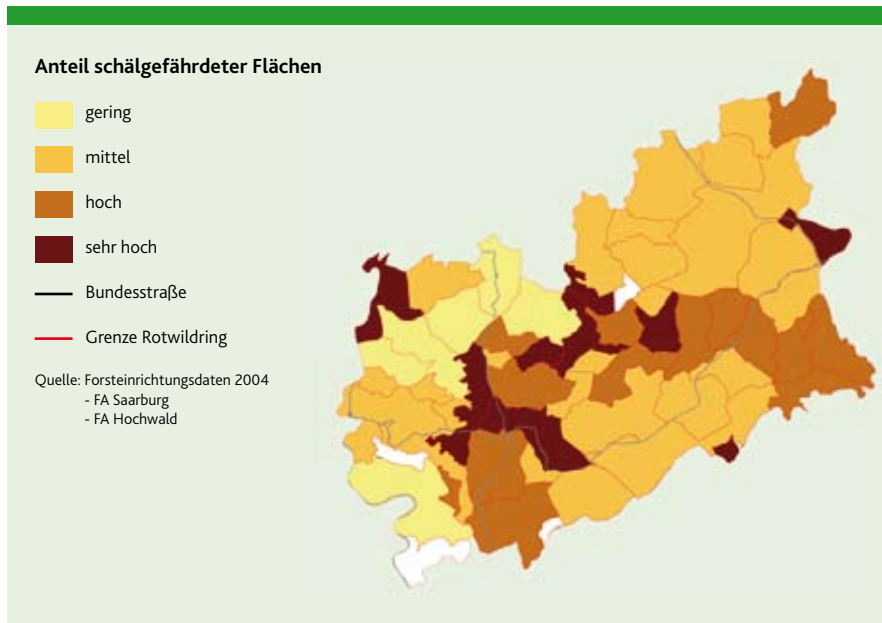 Anteil schälgefährdeter Flächen
gering
mittel
hoch
sehr hoch
Bundesstraße
Grenze Rotwildring
Quelle: Forsteinrichtungsdaten 2004
- FA Saarburg
- FA Hochwald